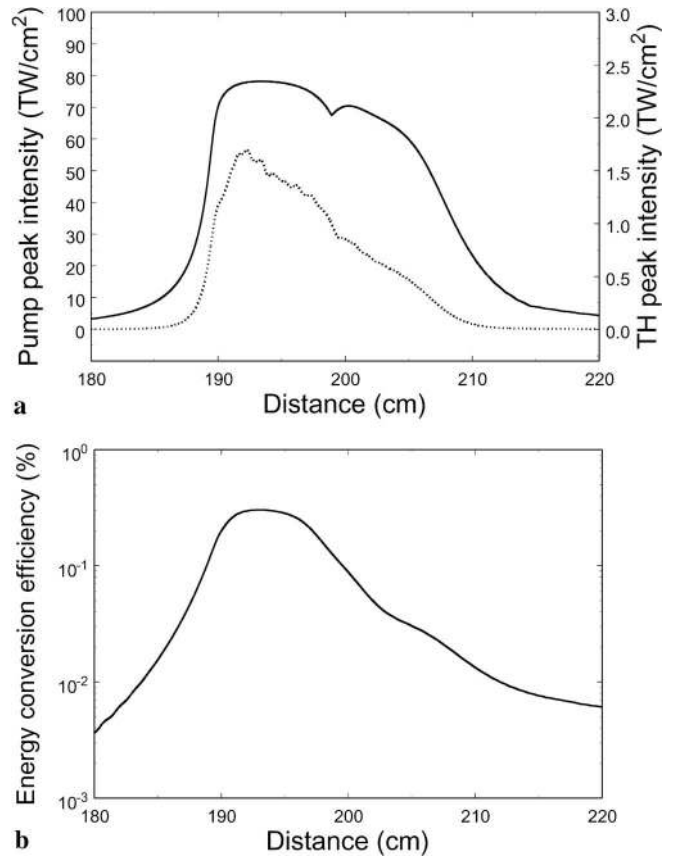 Pump peak intensity (TW/cm²)
100
90
80
70
60
50
40
30
20
10
0
3.0
2.5
2.0
1.5
1.0
0.5
0.0
TH peak intensity (TW/cm²)
180 190 200 210 220
Distance (cm)
a
Energy conversion efficiency (%)
10⁰
10⁻¹
10⁻²
10⁻³
180 190 200 210 220
Distance (cm)
b